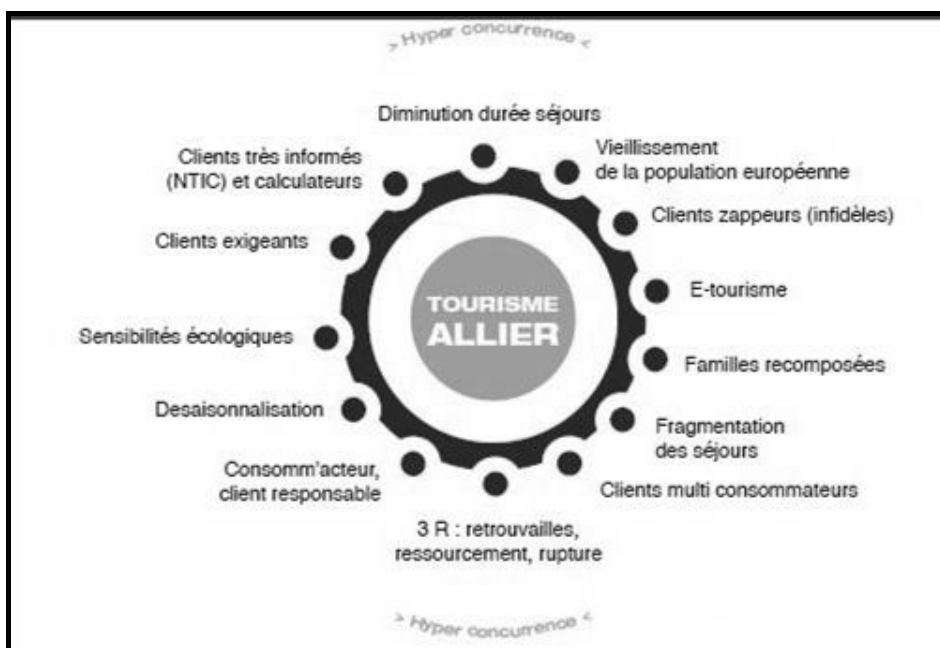 > Hyper concurrence <
Diminution durée séjours
Vieillissement
de la population européenne
Clients zappeurs (infidèles)
E-tourisme
Familles recomposées
Fragmentation
des séjours
Clients multi consommateurs
3 R : retrouvailles,
ressourcement, rupture
Consomm'acteur,
client responsable
Desaisonnalisation
Sensibilités écologiques
Clients exigeants
Clients très informés
(NTIC) et calculateurs
TOURISME
ALLIER
> Hyper concurrence <